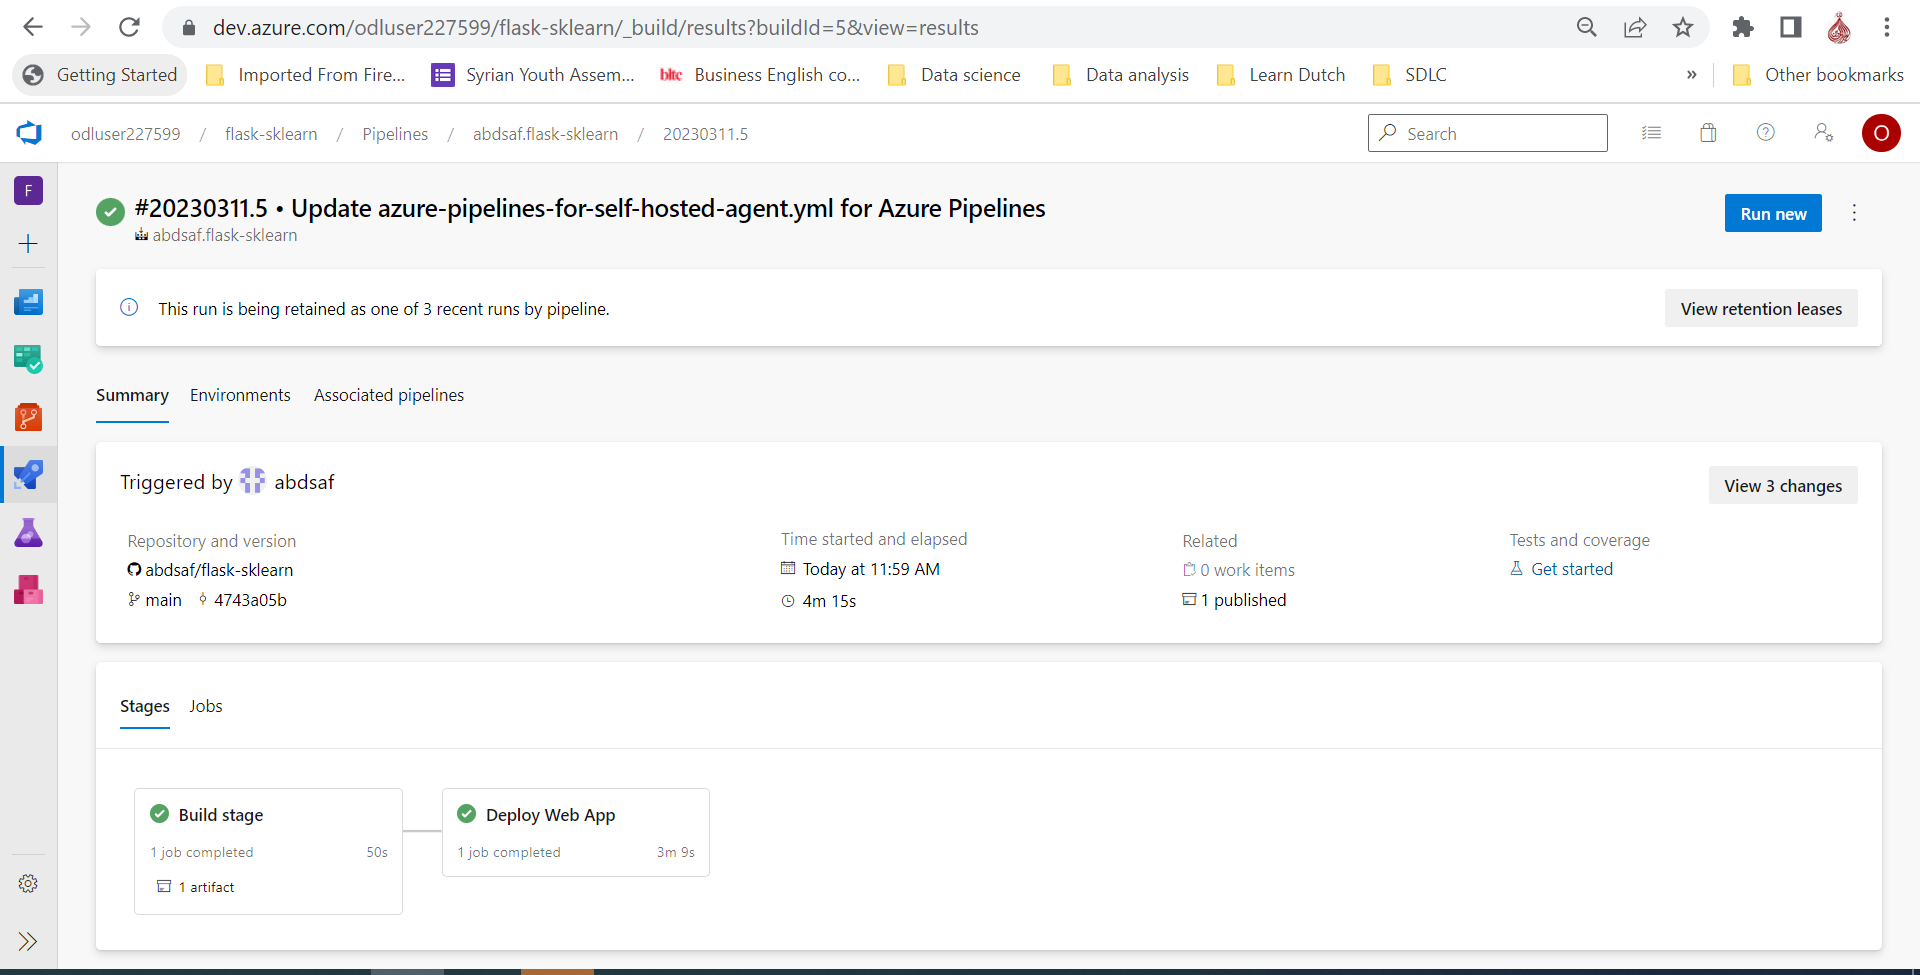 dev.azure.com/odluser227599/flask-sklearn/_build/results?buildId=5&view=results
Getting Started
Imported From Fire...
Syrian Youth Assem...
bltc Business English co...
Data science
Data analysis
Learn Dutch
SDLC
»
Other bookmarks
odluser227599 / flask-sklearn / Pipelines / abdsaf.flask-sklearn / 20230311.5
Search
O
F
#20230311.5 • Update azure-pipelines-for-self-hosted-agent.yml for Azure Pipelines
abdsaf.flask-sklearn
Run new
This run is being retained as one of 3 recent runs by pipeline.
View retention leases
Summary Environments Associated pipelines
Triggered by abdsaf
View 3 changes
Repository and version
abdsaf/flask-sklearn
main 4743a05b
Time started and elapsed
Today at 11:59 AM
4m 15s
Related
0 work items
1 published
Tests and coverage
Get started
Stages Jobs
Build stage
1 job completed 50s
1 artifact
Deploy Web App
1 job completed 3m 9s